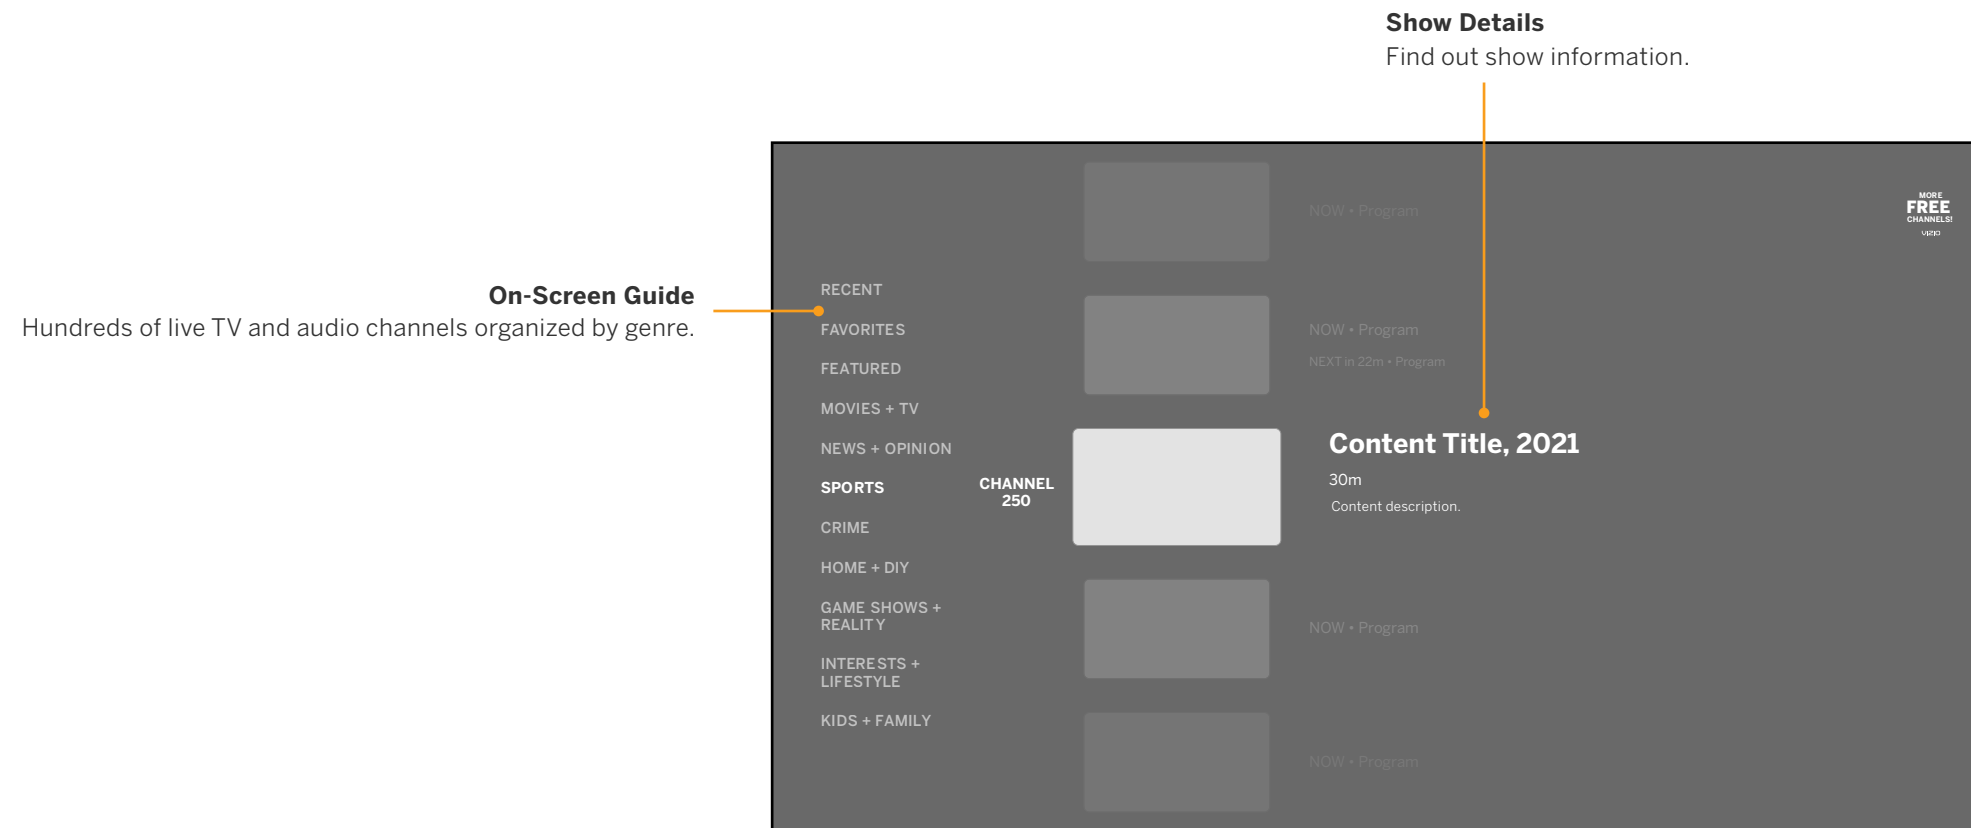 Show Details
Find out show information.
On-Screen Guide
Hundreds of live TV and audio channels organized by genre.
RECENT
FAVORITES
FEATURED
MOVIES + TV
NEWS + OPINION
SPORTS
CRIME
HOME + DIY
GAME SHOWS +
REALITY
INTERESTS +
LIFESTYLE
KIDS + FAMILY
CHANNEL
250
NOW • Program
NOW • Program
NEXT in 22m • Program
Content Title, 2021
30m
Content description.
NOW • Program
NOW • Program
MORE
FREE
CHANNELS!
VIZIO